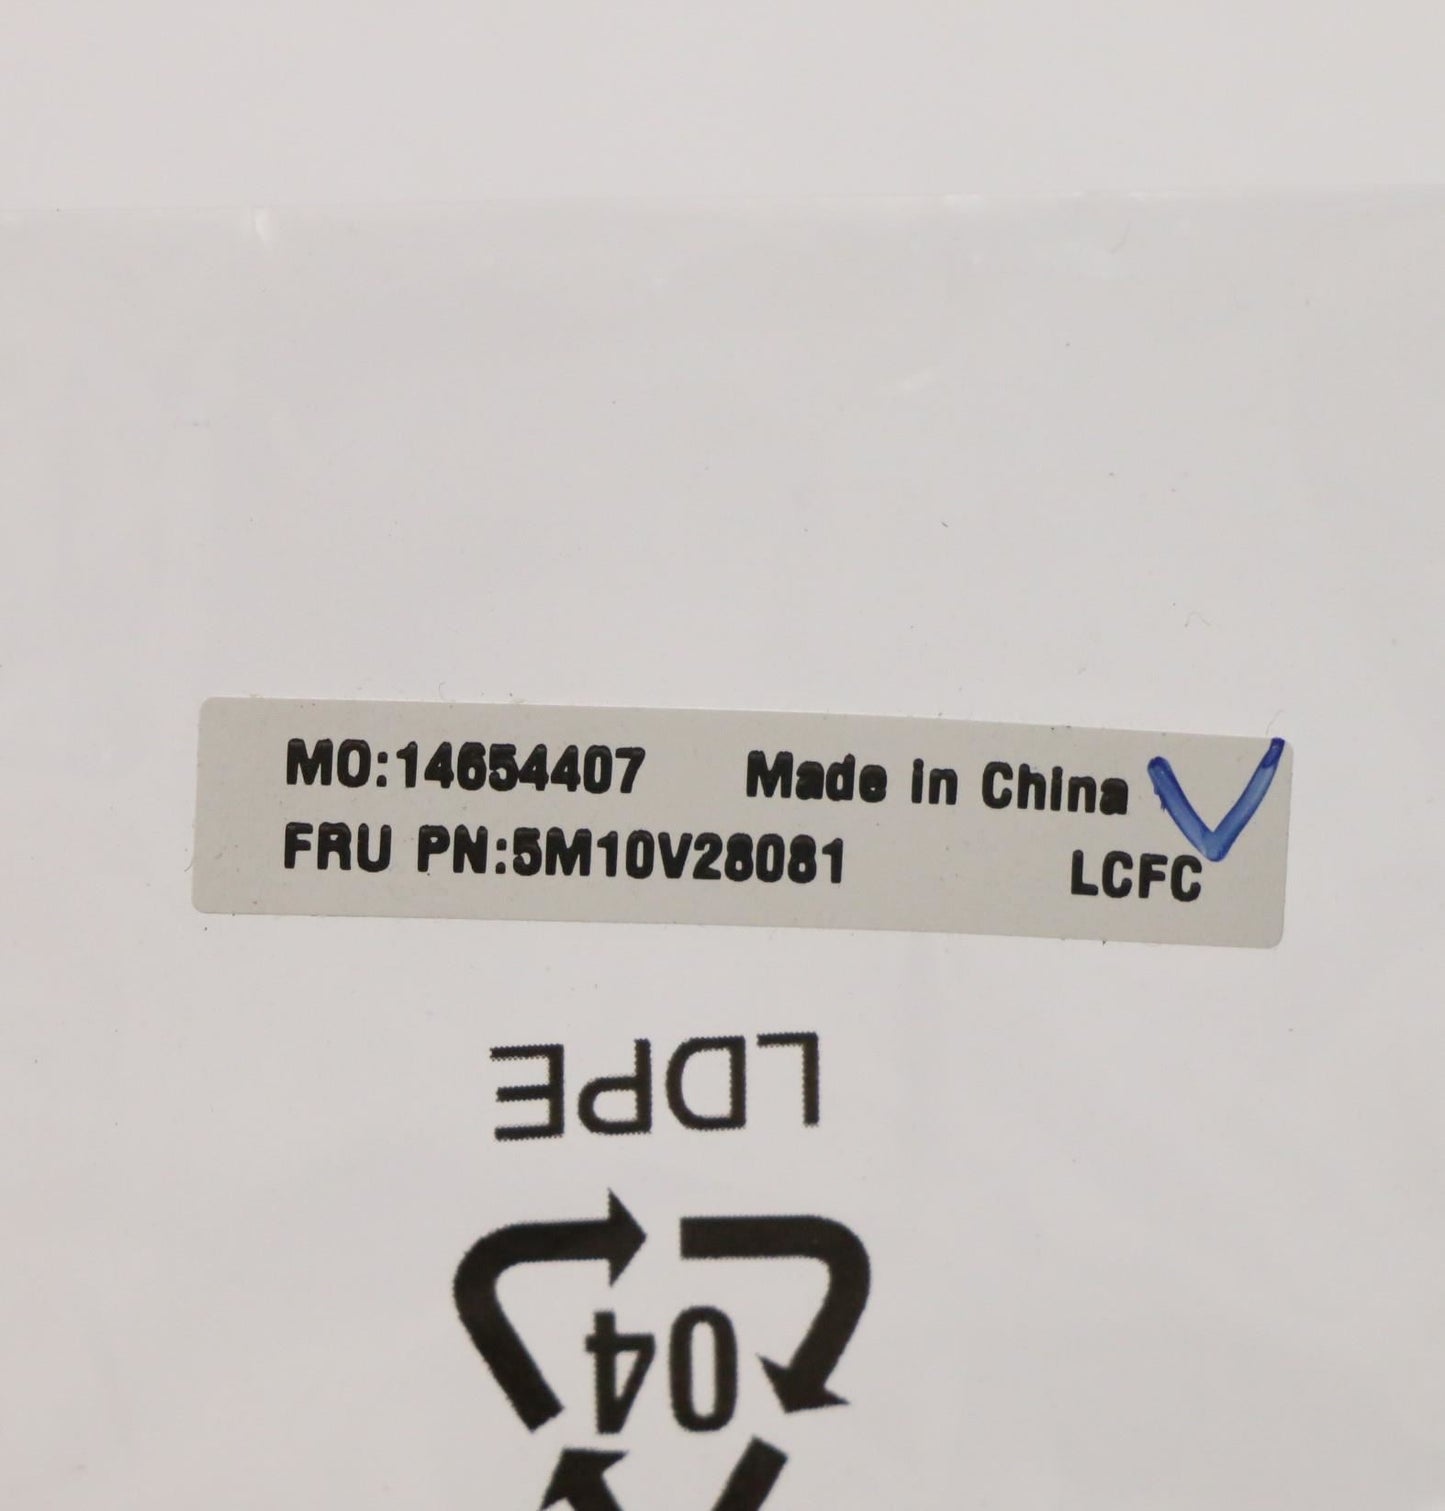 MO:14654407 Made in China
FRU PN:5M10V28081 LCFC
LDPE
04